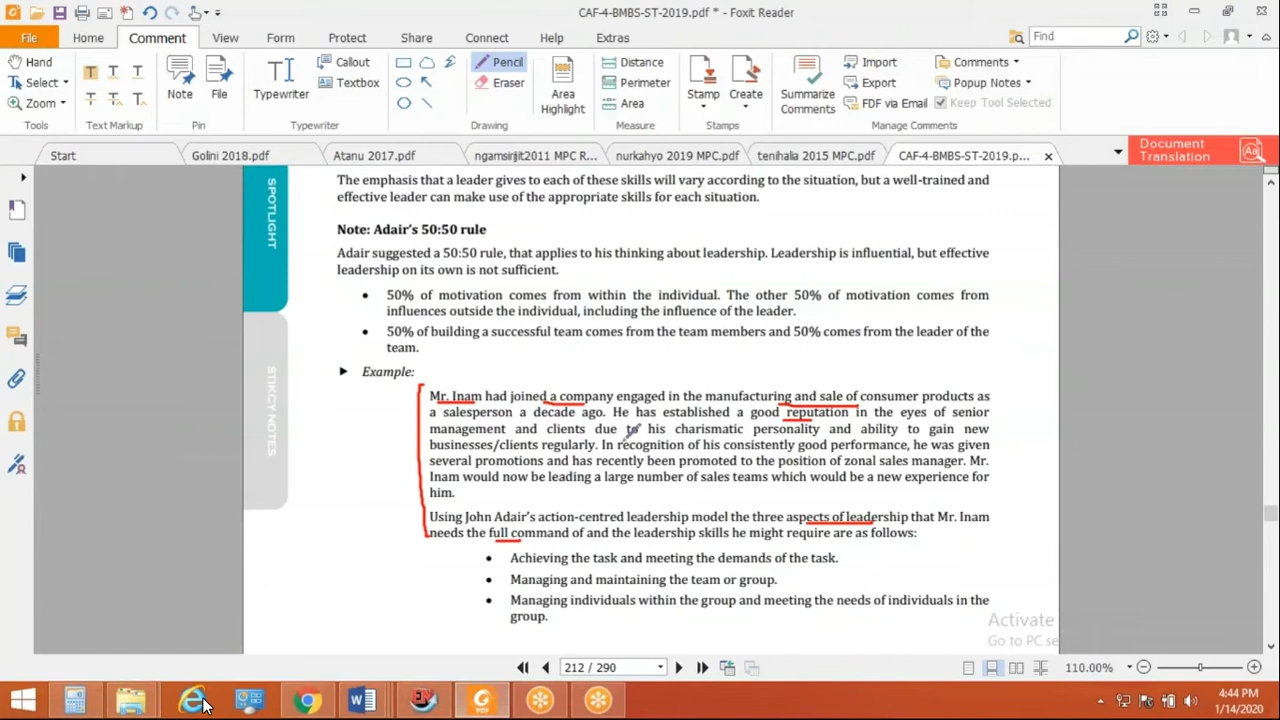 CAF-4-BMBS-ST-2019.pdf * - Foxit Reader
File Home Comment View Form Protect Share Connect Help Extras Find
Hand Select Zoom
Tools
T T T
T T T
Text Markup
Note File
Pin
Typewriter
Callout
Textbox
Typewriter
Pencil
Eraser
Area
Highlight
Drawing
Distance
Perimeter
Area
Measure
Stamp Create
Stamps
Summarize
Comments
Import
Export
FDF via Email
Comments
Popup Notes
Keep Tool Selected
Manage Comments
Start Golini 2018.pdf Atanu 2017.pdf ngamsirijit2011 MPC R... nurkahyo 2019 MPC.pdf tenihalia 2015 MPC.pdf CAF-4-BMBS-ST-2019.p...
Document
Translation
SPOTLIGHT
STIKCY NOTES
The emphasis that a leader gives to each of these skills will vary according to the situation, but a well-trained and
effective leader can make use of the appropriate skills for each situation.
Note: Adair's 50:50 rule
Adair suggested a 50:50 rule, that applies to his thinking about leadership. Leadership is influential, but effective
leadership on its own is not sufficient.
• 50% of motivation comes from within the individual. The other 50% of motivation comes from
influences outside the individual, including the influence of the leader.
• 50% of building a successful team comes from the team members and 50% comes from the leader of the
team.
Example:
Mr. Inam had joined a company engaged in the manufacturing and sale of consumer products as
a salesperson a decade ago. He has established a good reputation in the eyes of senior
management and clients due to his charismatic personality and ability to gain new
businesses/clients regularly. In recognition of his consistently good performance, he was given
several promotions and has recently been promoted to the position of zonal sales manager. Mr.
Inam would now be leading a large number of sales teams which would be a new experience for
him.
Using John Adair's action-centred leadership model the three aspects of leadership that Mr. Inam
needs the full command of and the leadership skills he might require are as follows:
• Achieving the task and meeting the demands of the task.
• Managing and maintaining the team or group.
• Managing individuals within the group and meeting the needs of individuals in the
group.
Activate
Go to PC se
212 / 290
110.00%
4:44 PM
1/14/2020